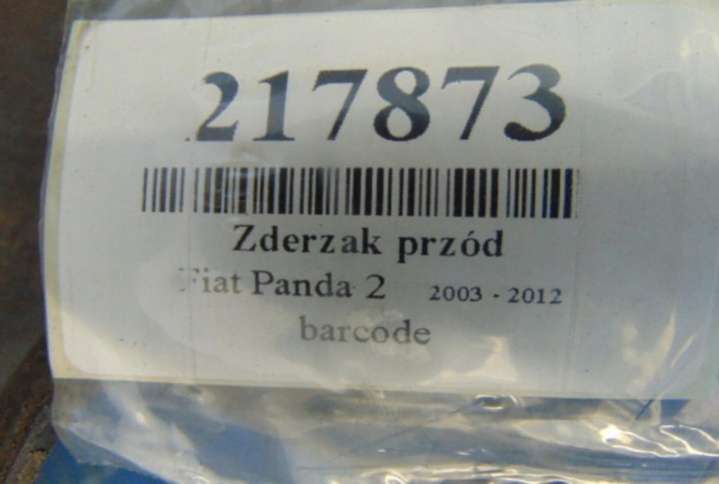 217873
Zderzak przód
Fiat Panda 2 2003 - 2012
barcode